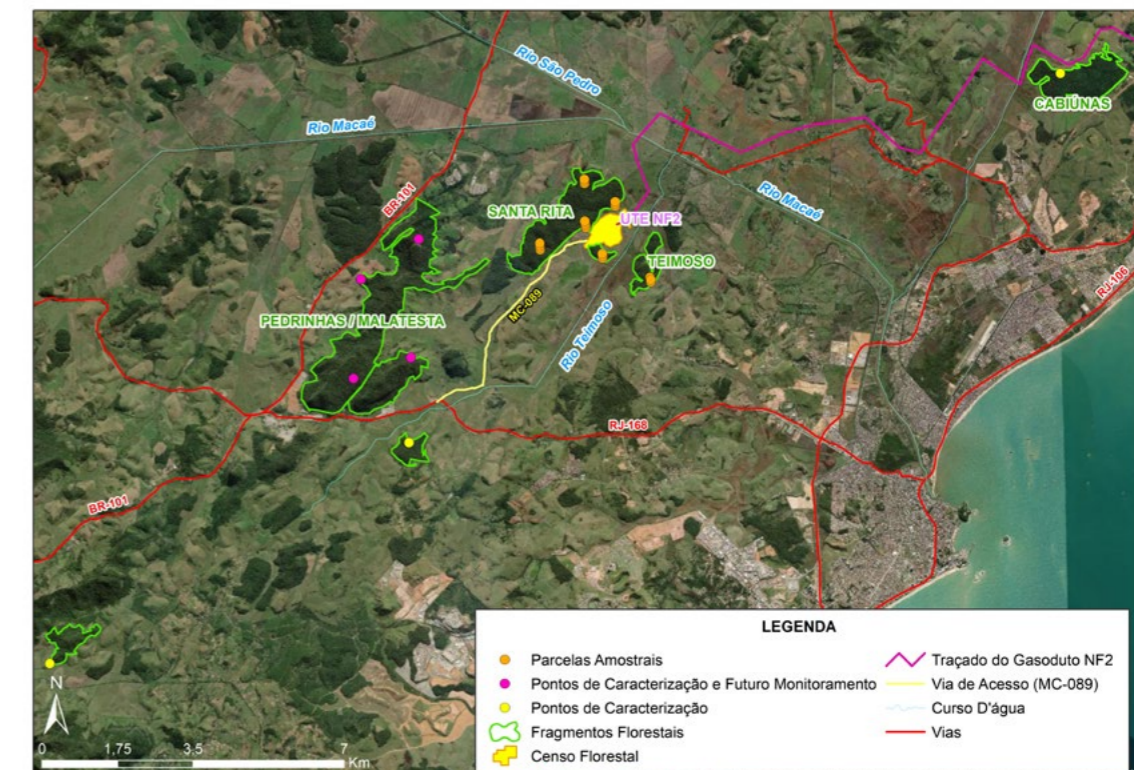 Rio São Pedro
CABIÚNAS
Rio Macaé
BR-101
SANTA RITA
UTE NF2
Rio Macaé
TEIMOSO
RJ-106
MC-089
PEDRINHAS / MALATESTA
Rio Teimoso
RJ-168
BR-101
LEGENDA
Parcelas Amostrais
Pontos de Caracterização e Futuro Monitoramento
Pontos de Caracterização
Fragmentos Florestais
Censo Florestal
Traçado do Gasoduto NF2
Via de Acesso (MC-089)
Curso D'água
Vias
N
0 1,75 3,5 7
Km